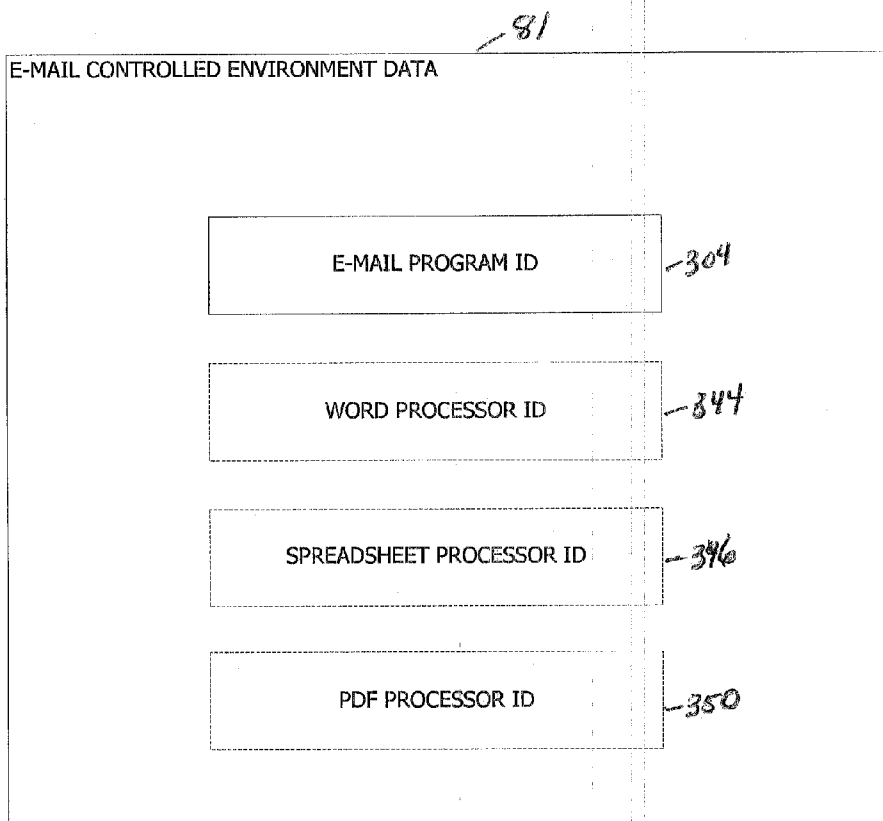 81
E-MAIL CONTROLLED ENVIRONMENT DATA
E-MAIL PROGRAM ID
304
WORD PROCESSOR ID
344
SPREADSHEET PROCESSOR ID
346
PDF PROCESSOR ID
350